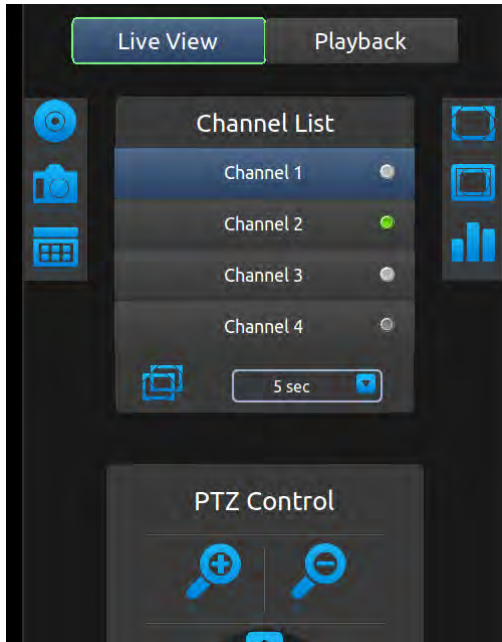 Live View Playback
Channel List
Channel 1
Channel 2
Channel 3
Channel 4
5 sec
PTZ Control